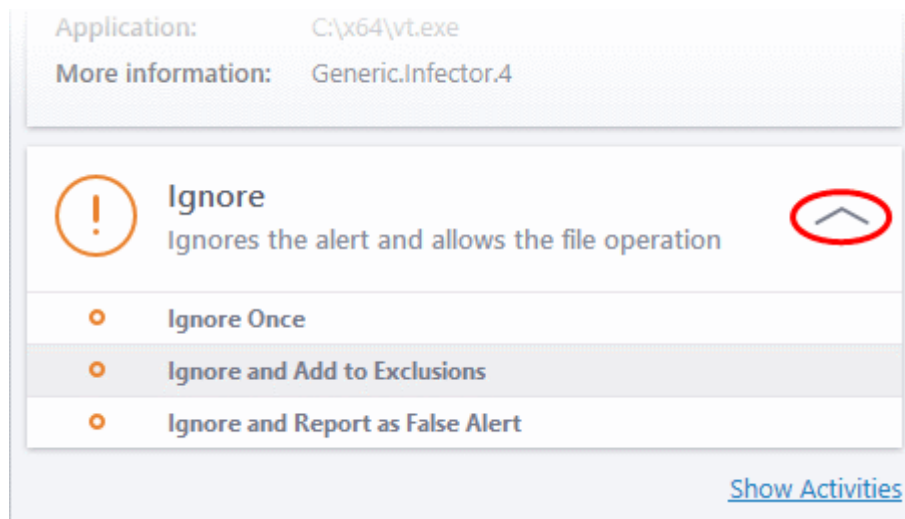 Application: C:\x64\vt.exe
More information: Generic.Infector.4
Ignore
Ignores the alert and allows the file operation
Ignore Once
Ignore and Add to Exclusions
Ignore and Report as False Alert
Show Activities